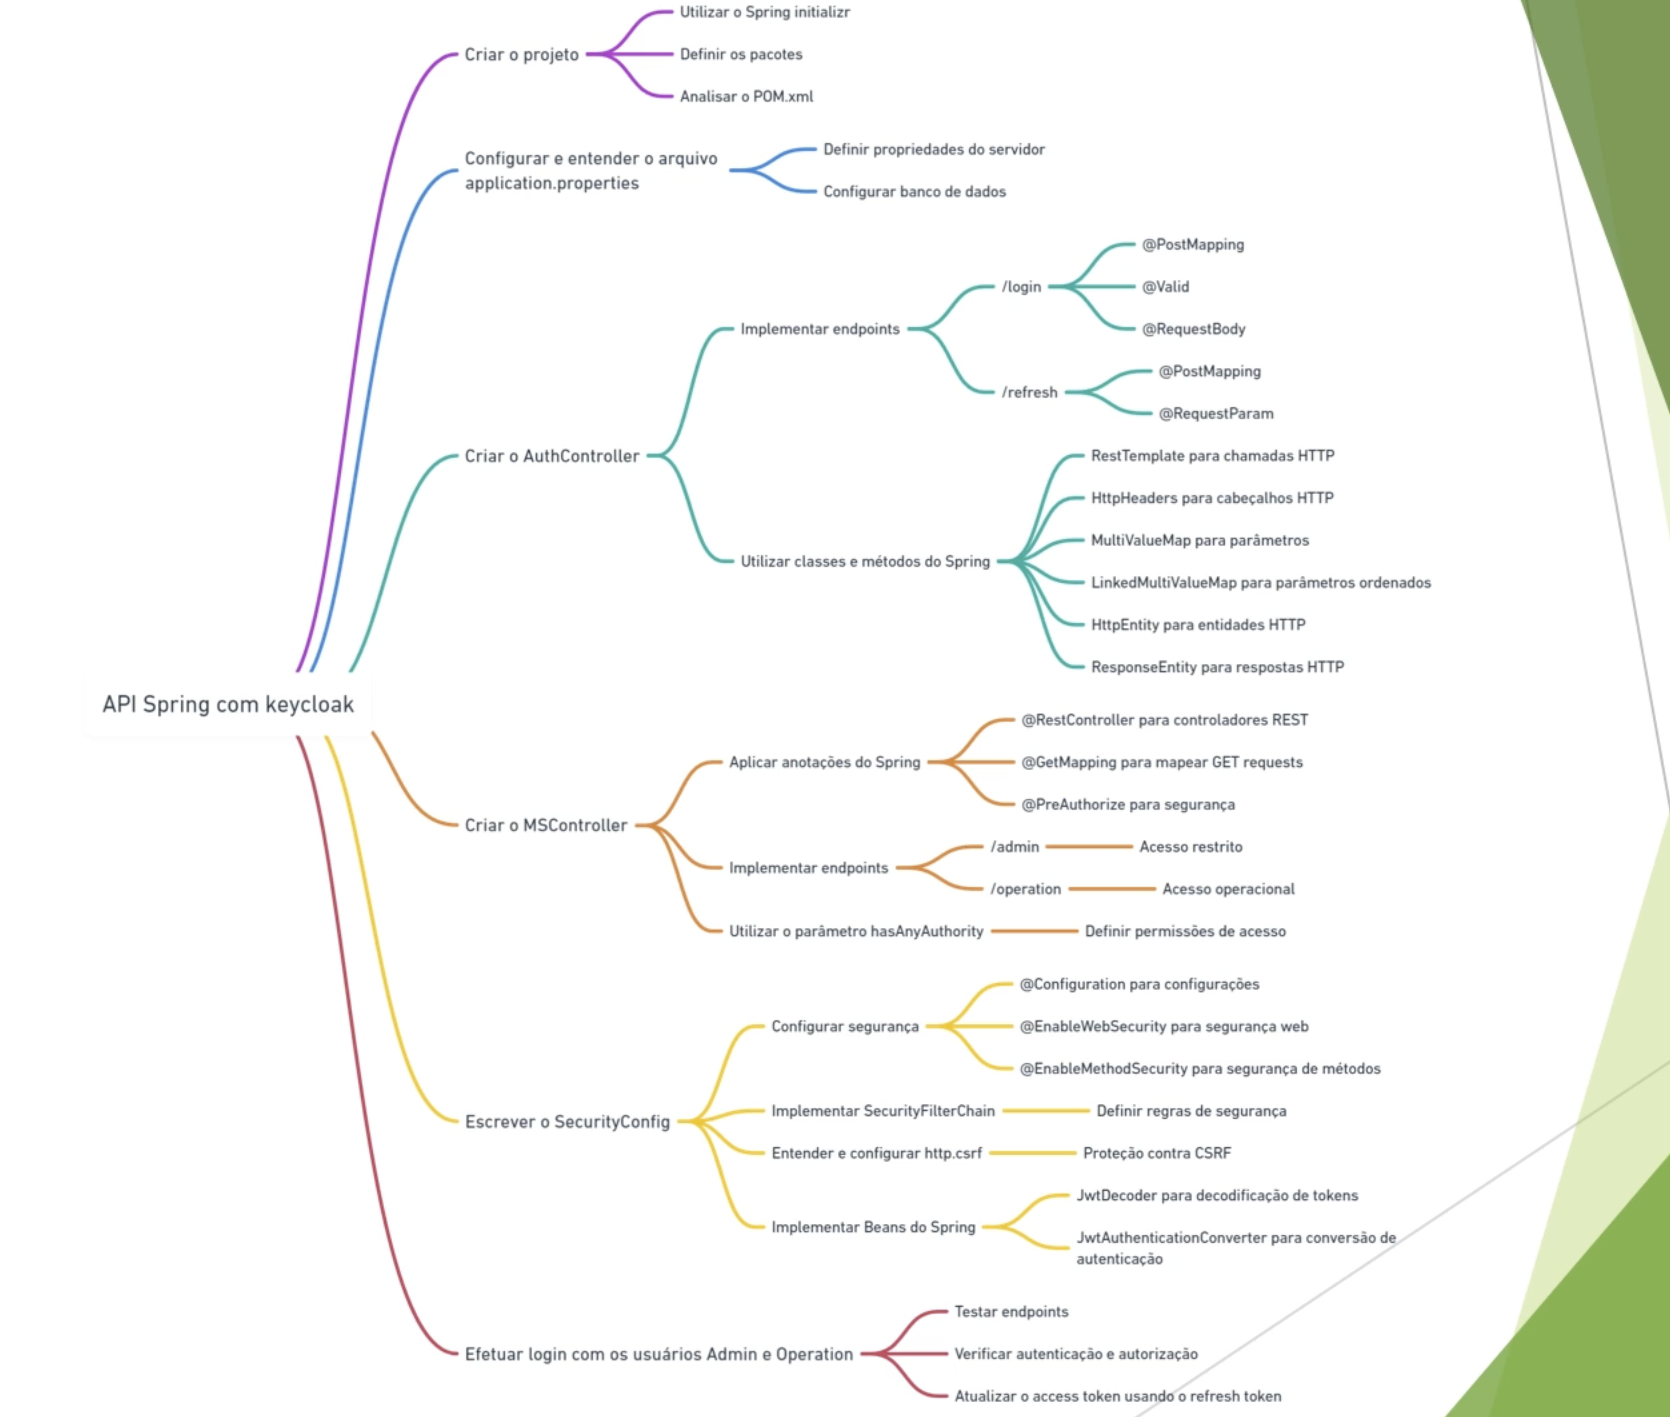 API Spring com keycloak
Criar o projeto
Utilizar o Spring initializr
Definir os pacotes
Analisar o POM.xml
Configurar e entender o arquivo
application.properties
Definir propriedades do servidor
Configurar banco de dados
Criar o AuthController
Implementar endpoints
/login
@PostMapping
@Valid
@RequestBody
/refresh
@PostMapping
@RequestParam
Utilizar classes e métodos do Spring
RestTemplate para chamadas HTTP
HttpHeaders para cabeçalhos HTTP
MultiValueMap para parâmetros
LinkedMultiValueMap para parâmetros ordenados
HttpEntity para entidades HTTP
ResponseEntity para respostas HTTP
Criar o MSController
Aplicar anotações do Spring
@RestController para controladores REST
@GetMapping para mapear GET requests
@PreAuthorize para segurança
Implementar endpoints
/admin
Acesso restrito
/operation
Acesso operacional
Utilizar o parâmetro hasAnyAuthority
Definir permissões de acesso
Escrever o SecurityConfig
Configurar segurança
@Configuration para configurações
@EnableWebSecurity para segurança web
@EnableMethodSecurity para segurança de métodos
Implementar SecurityFilterChain
Definir regras de segurança
Entender e configurar http.csrf
Proteção contra CSRF
Implementar Beans do Spring
JwtDecoder para decodificação de tokens
JwtAuthenticationConverter para conversão de
autenticação
Efetuar login com os usuários Admin e Operation
Testar endpoints
Verificar autenticação e autorização
Atualizar o access token usando o refresh token